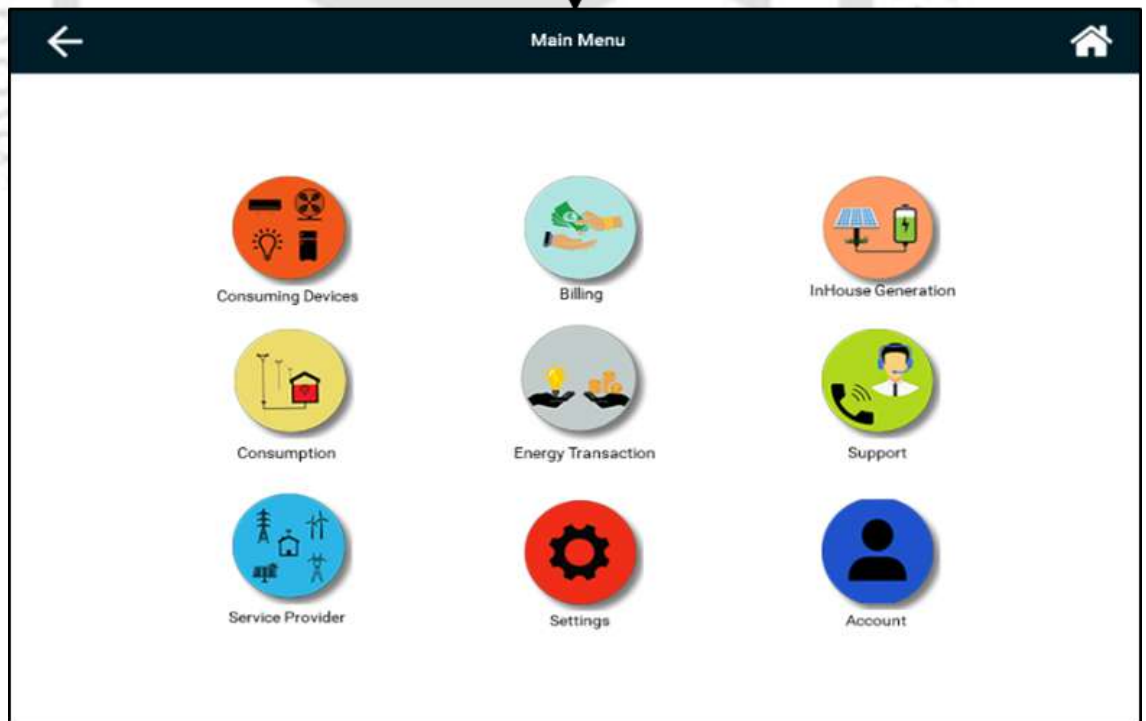 Main Menu
Consuming Devices
Billing
InHouse Generation
Consumption
Energy Transaction
Support
Service Provider
Settings
Account